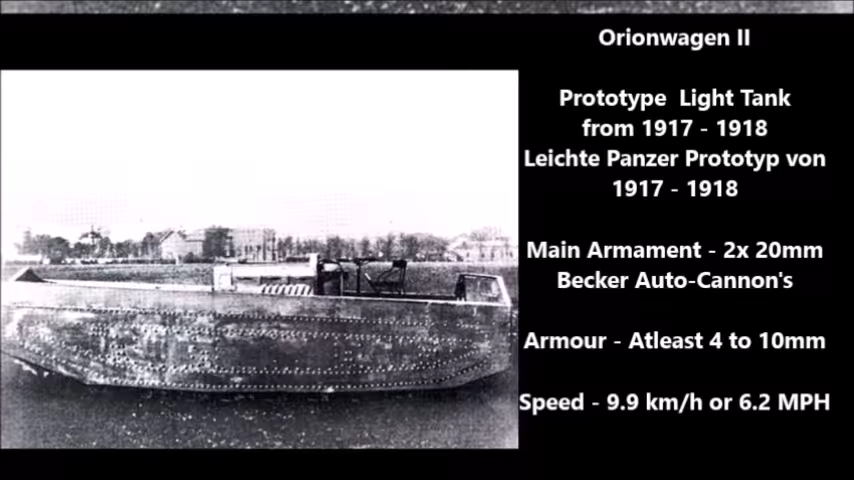 Orionwagen II
Prototype Light Tank
from 1917 - 1918
Leichte Panzer Prototyp von
1917 - 1918
Main Armament - 2x 20mm
Becker Auto-Cannon's
Armour - Atleast 4 to 10mm
Speed - 9.9 km/h or 6.2 MPH